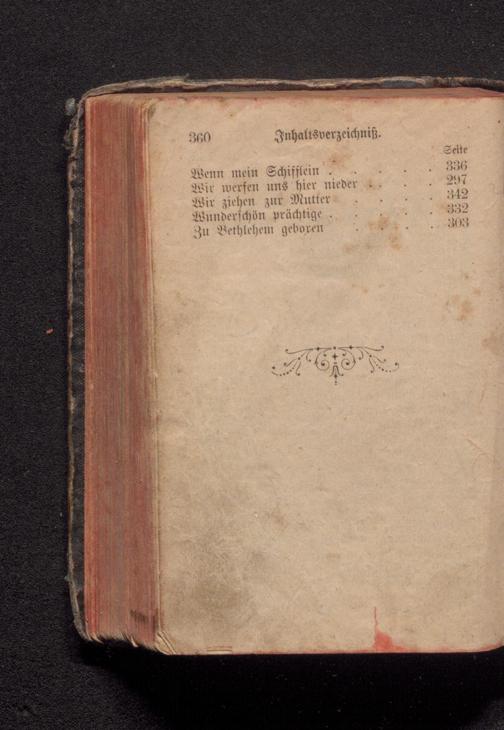 360 Inhaltsverzeichniß.
Seite
Wenn mein Schifflein . . . . . 336
Wir werfen uns hier nieder . . . . 297
Wir ziehen zur Mutter . . . . 342
Wunderschön prächtige . . . . . 332
Zu Bethlehem geboren . . . . 303